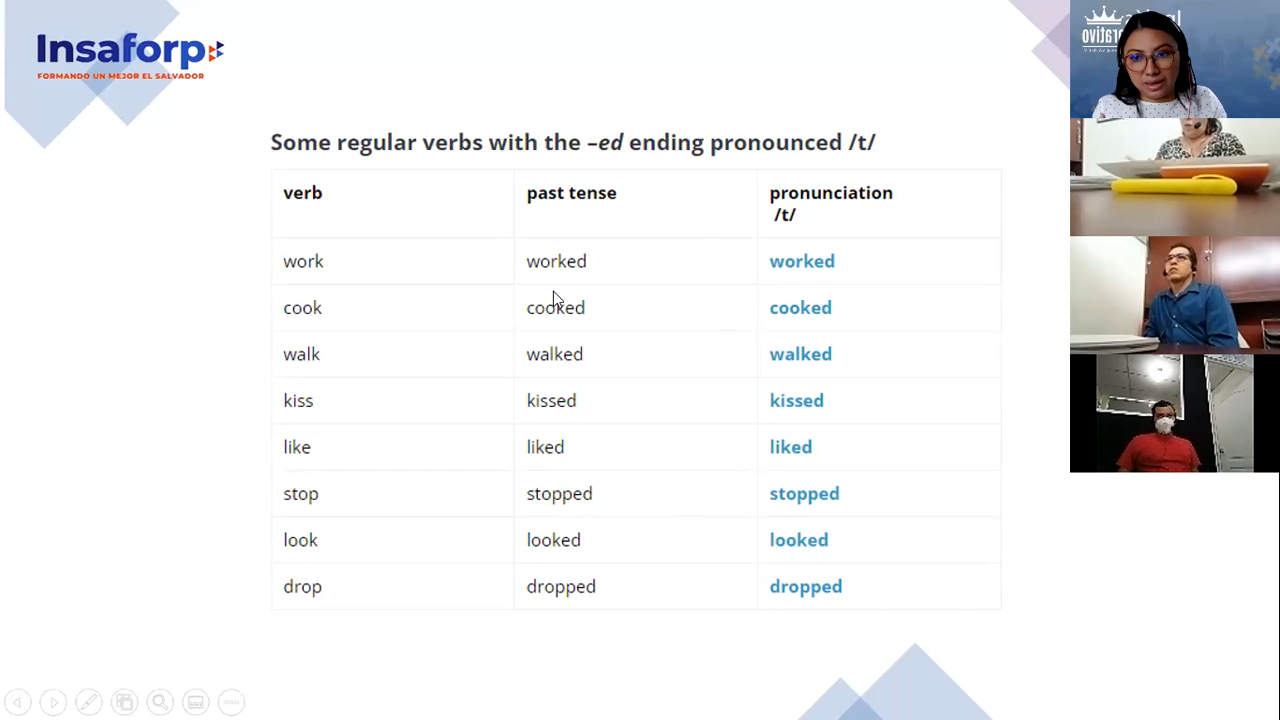 Insaforp
FORMANDO UN MEJOR EL SALVADOR
Some regular verbs with the –ed ending pronounced /t/
verb past tense pronunciation
/t/
work worked worked
cook cooked cooked
walk walked walked
kiss kissed kissed
like liked liked
stop stopped stopped
look looked looked
drop dropped dropped